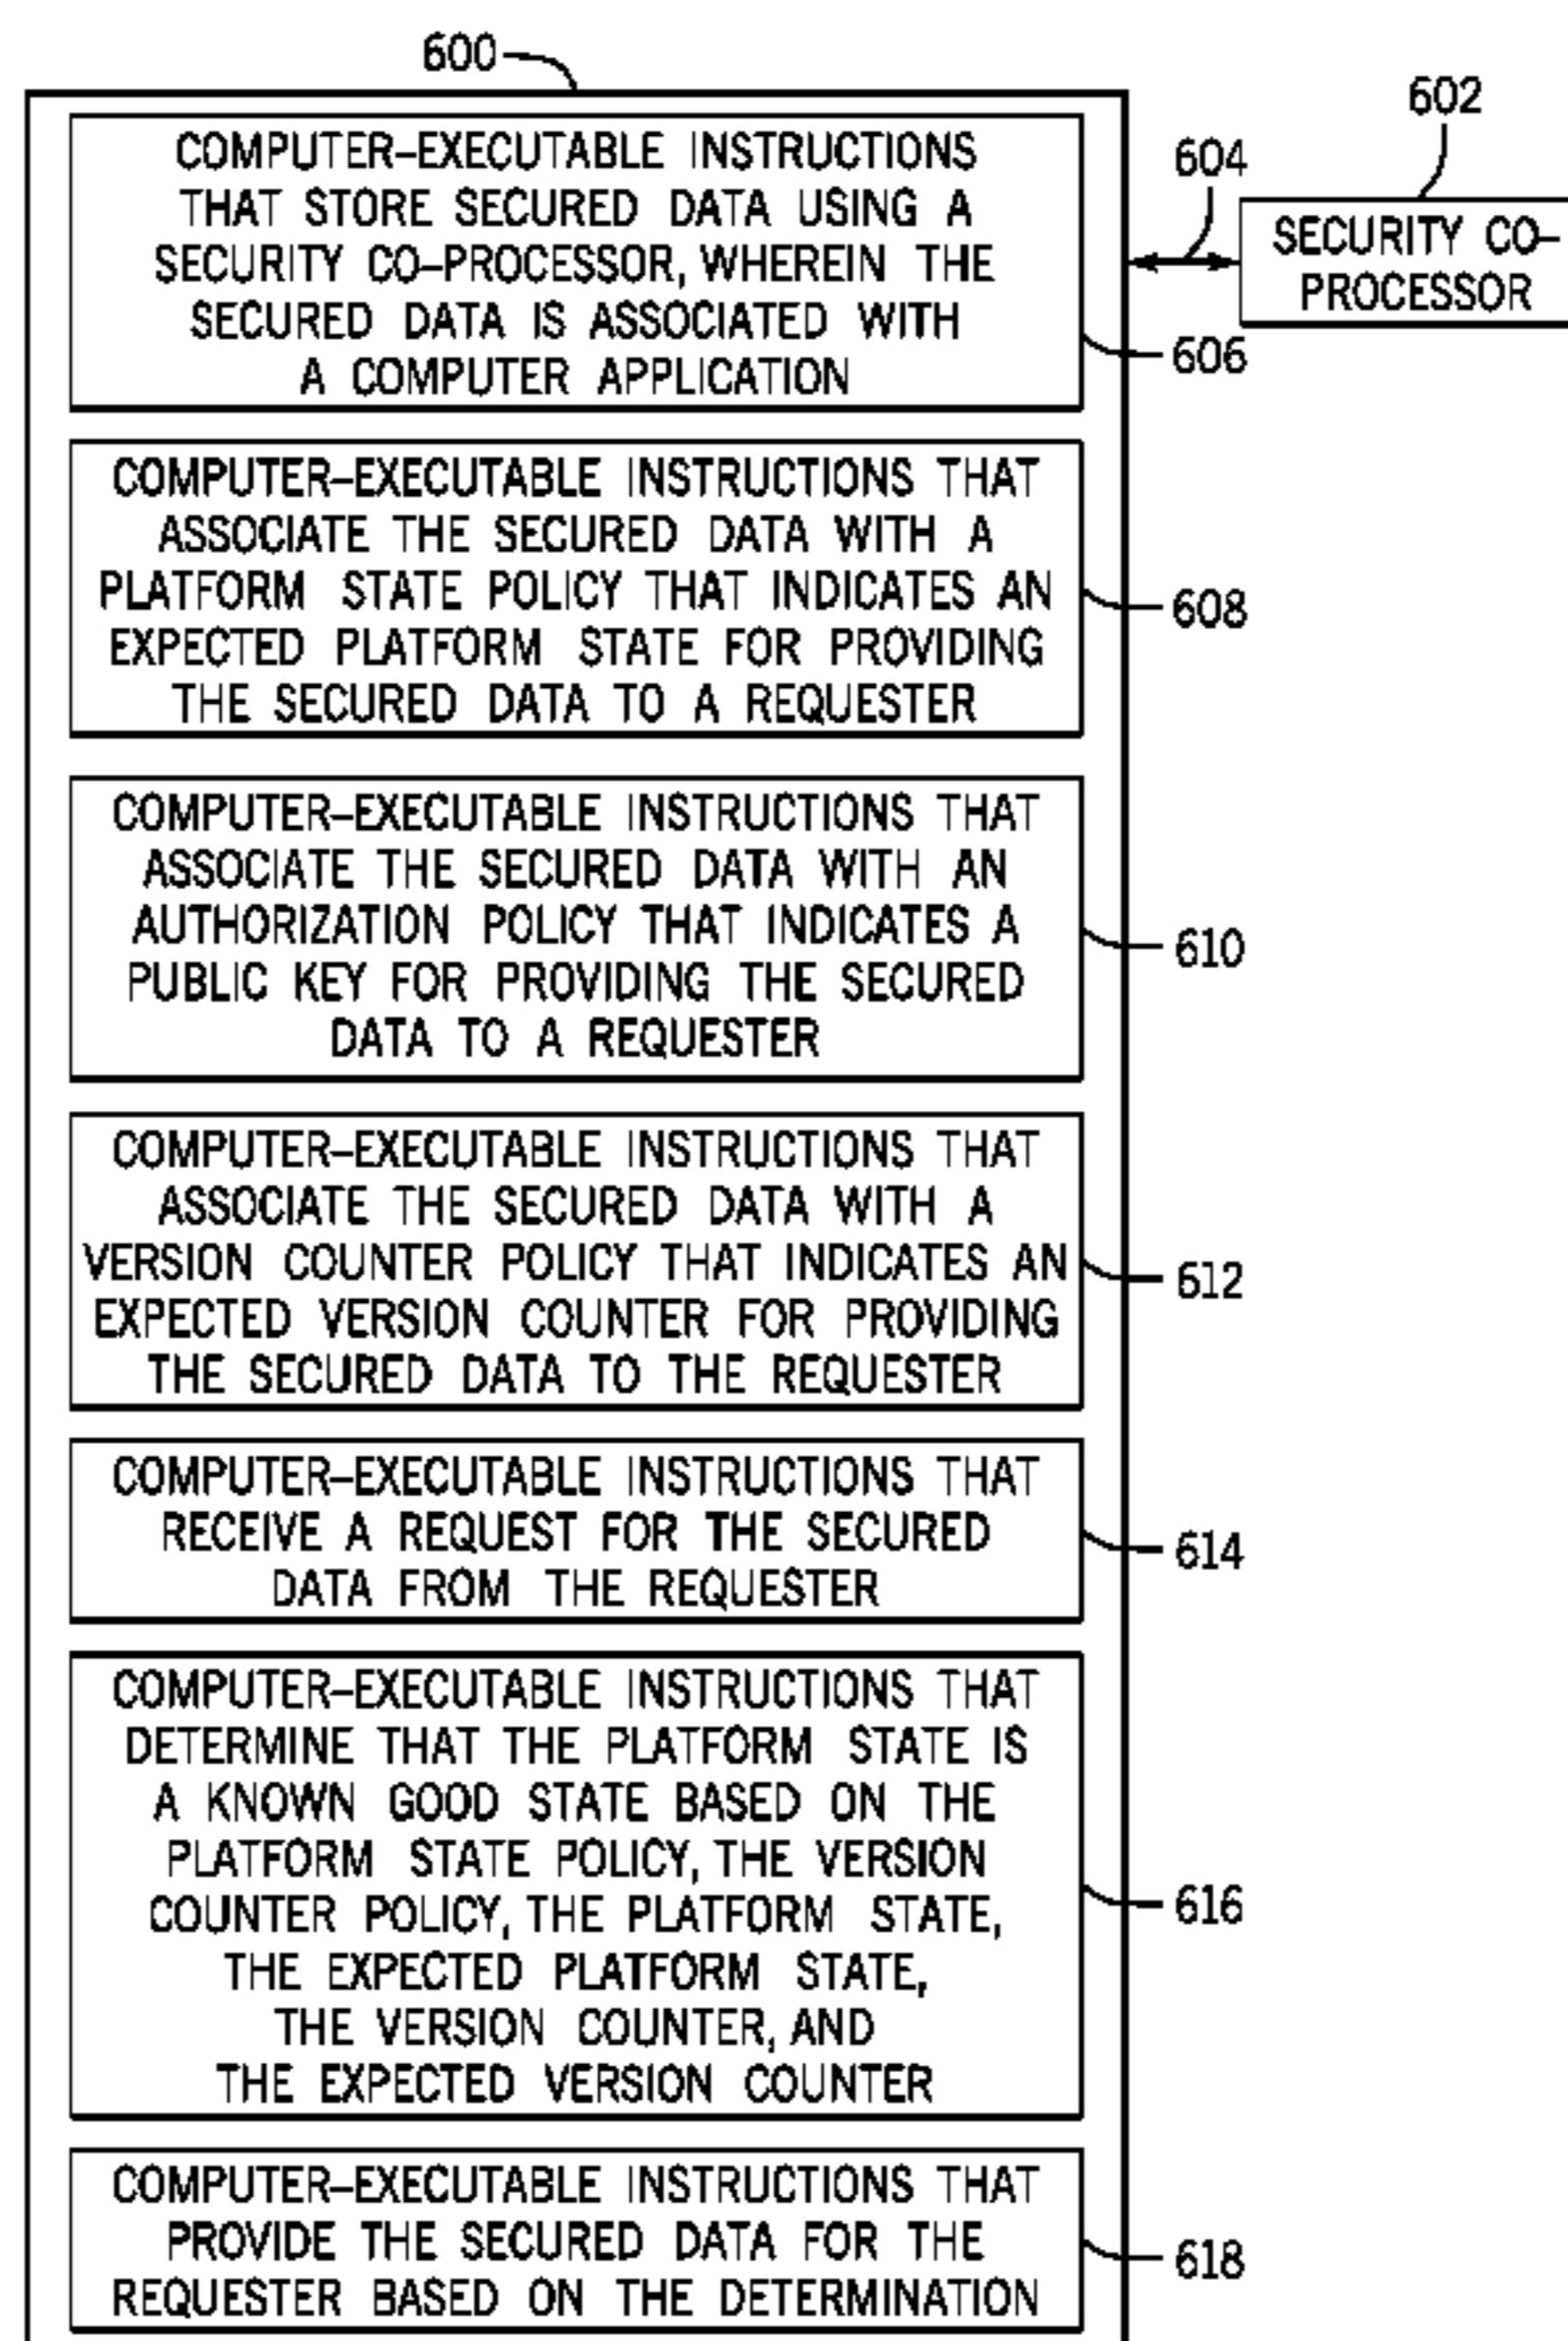 600
602
604
COMPUTER–EXECUTABLE INSTRUCTIONS
THAT STORE SECURED DATA USING A
SECURITY CO–PROCESSOR, WHEREIN THE
SECURED DATA IS ASSOCIATED WITH
A COMPUTER APPLICATION
SECURITY CO–
PROCESSOR
606
COMPUTER–EXECUTABLE INSTRUCTIONS THAT
ASSOCIATE THE SECURED DATA WITH A
PLATFORM STATE POLICY THAT INDICATES AN
EXPECTED PLATFORM STATE FOR PROVIDING
THE SECURED DATA TO A REQUESTER
608
COMPUTER–EXECUTABLE INSTRUCTIONS THAT
ASSOCIATE THE SECURED DATA WITH AN
AUTHORIZATION POLICY THAT INDICATES A
PUBLIC KEY FOR PROVIDING THE SECURED
DATA TO A REQUESTER
610
COMPUTER–EXECUTABLE INSTRUCTIONS THAT
ASSOCIATE THE SECURED DATA WITH A
VERSION COUNTER POLICY THAT INDICATES AN
EXPECTED VERSION COUNTER FOR PROVIDING
THE SECURED DATA TO THE REQUESTER
612
COMPUTER–EXECUTABLE INSTRUCTIONS THAT
RECEIVE A REQUEST FOR THE SECURED
DATA FROM THE REQUESTER
614
COMPUTER–EXECUTABLE INSTRUCTIONS THAT
DETERMINE THAT THE PLATFORM STATE IS
A KNOWN GOOD STATE BASED ON THE
PLATFORM STATE POLICY, THE VERSION
COUNTER POLICY, THE PLATFORM STATE,
THE EXPECTED PLATFORM STATE,
THE VERSION COUNTER, AND
THE EXPECTED VERSION COUNTER
616
COMPUTER–EXECUTABLE INSTRUCTIONS THAT
PROVIDE THE SECURED DATA FOR THE
REQUESTER BASED ON THE DETERMINATION
618